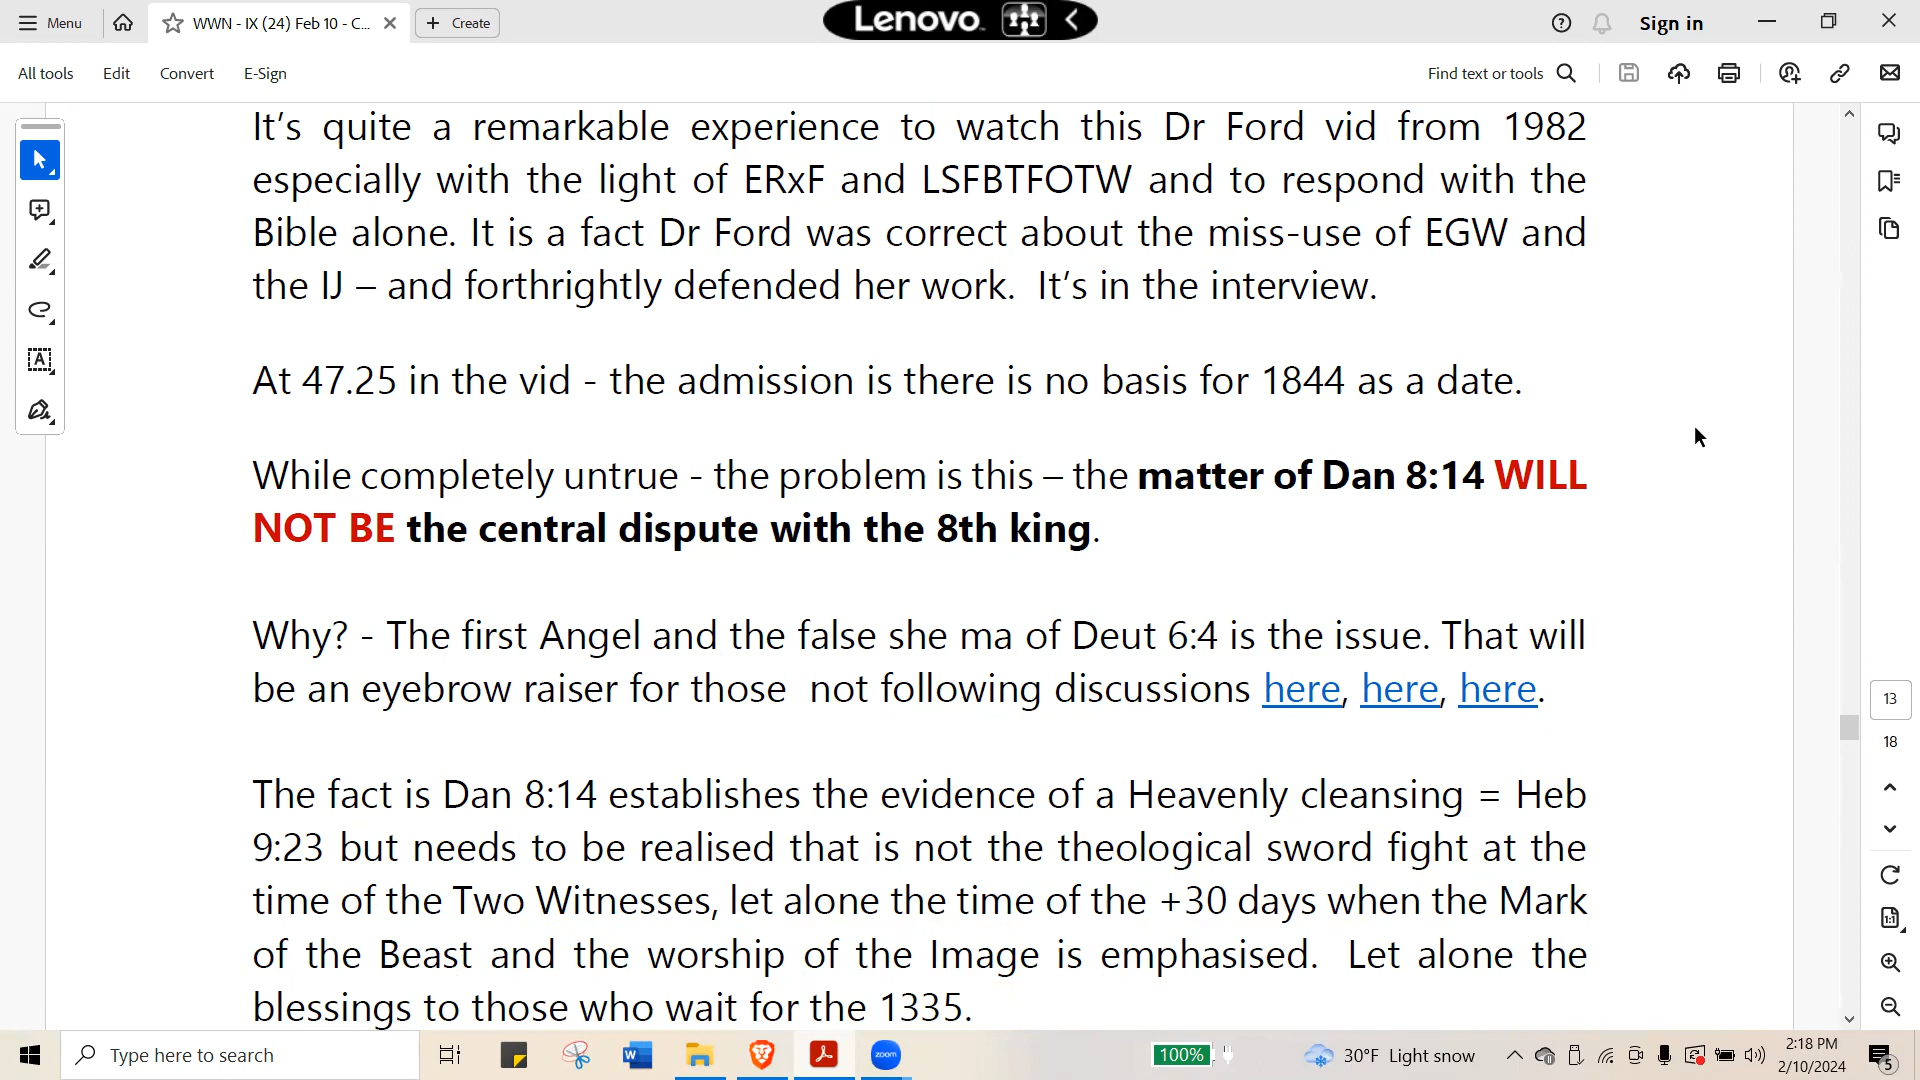 Menu
WWN - IX (24) Feb 10 - C...
Create
Lenovo
Sign in
All tools
Edit
Convert
E-Sign
Find text or tools
It's quite a remarkable experience to watch this Dr Ford vid from 1982
especially with the light of ERxF and LSFBTFOTW and to respond with the
Bible alone. It is a fact Dr Ford was correct about the miss-use of EGW and
the IJ – and forthrightly defended her work.  It's in the interview.
At 47.25 in the vid - the admission is there is no basis for 1844 as a date.
While completely untrue - the problem is this – the matter of Dan 8:14 WILL
NOT BE the central dispute with the 8th king.
Why? - The first Angel and the false she ma of Deut 6:4 is the issue. That will
be an eyebrow raiser for those  not following discussions here, here, here.
The fact is Dan 8:14 establishes the evidence of a Heavenly cleansing = Heb
9:23 but needs to be realised that is not the theological sword fight at the
time of the Two Witnesses, let alone the time of the +30 days when the Mark
of the Beast and the worship of the Image is emphasised.  Let alone the
blessings to those who wait for the 1335.
13
18
Type here to search
zoom
100%
30°F Light snow
2:18 PM
2/10/2024
5